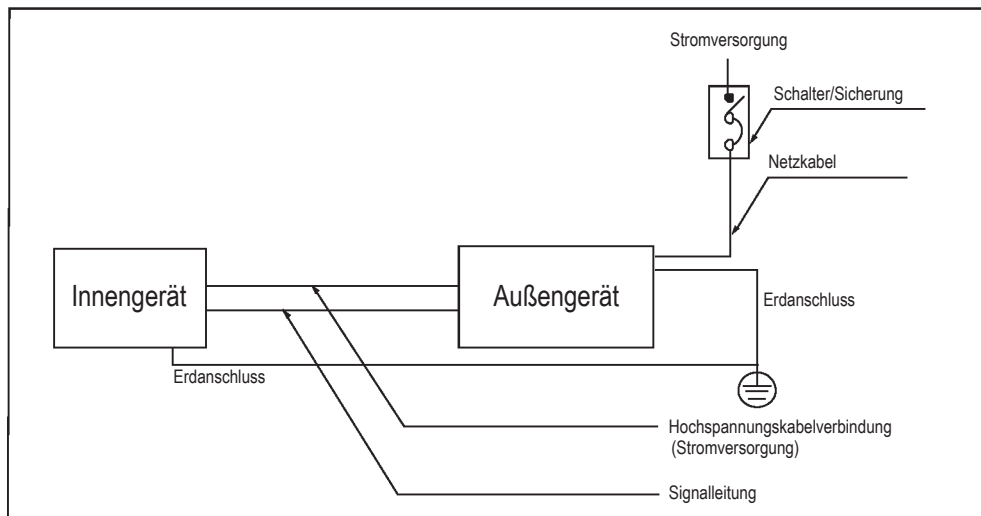 Stromversorgung
Schalter/Sicherung
Netzkabel
Innengerät
Außengerät
Erdanschluss
Erdanschluss
Hochspannungskabelverbindung
(Stromversorgung)
Signalleitung